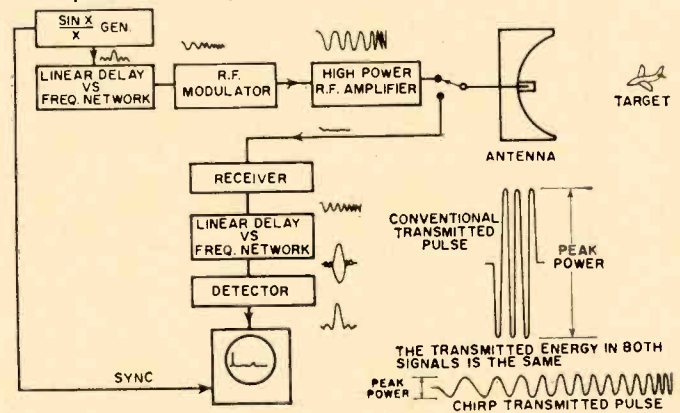 SIN X
X GEN.
LINEAR DELAY
VS
FREQ. NETWORK
R.F.
MODULATOR
HIGH POWER
R.F. AMPLIFIER
TARGET
ANTENNA
RECEIVER
LINEAR DELAY
VS
FREQ. NETWORK
DETECTOR
SYNC
CONVENTIONAL
TRANSMITTED
PULSE
PEAK
POWER
THE TRANSMITTED ENERGY IN BOTH
SIGNALS IS THE SAME
PEAK
POWER
CHIRP TRANSMITTED PULSE